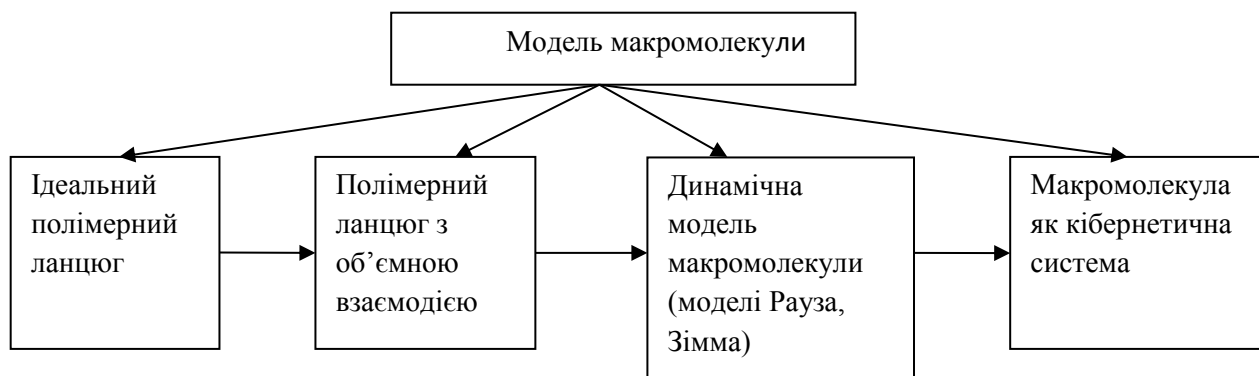 Модель макромолекули
Ідеальний
полімерний
ланцюг
Полімерний
ланцюг з
об’ємною
взаємодією
Динамічна
модель
макромолекули
(моделі Рауза,
Зімма)
Макромолекула
як кібернетична
система